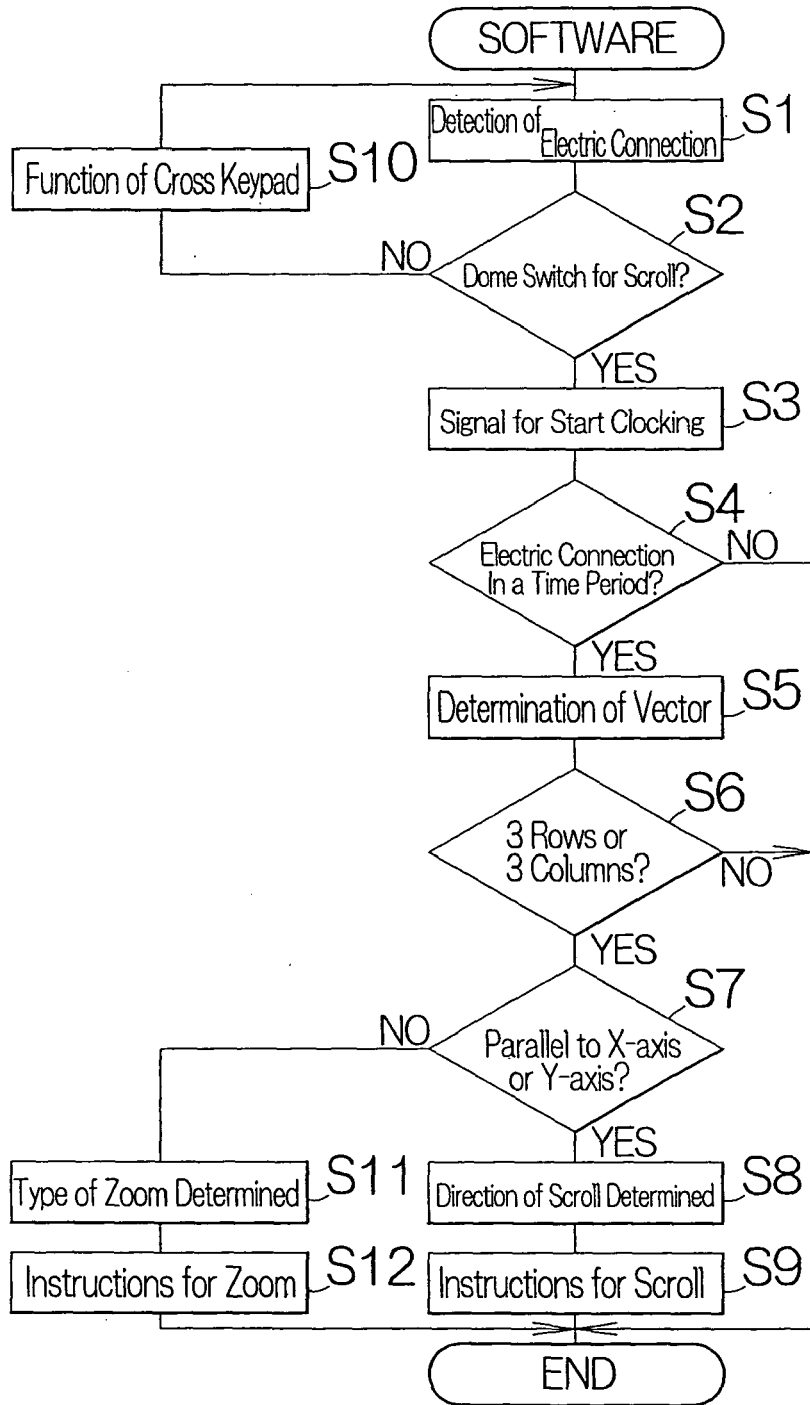 SOFTWARE
Detection of
Electric Connection
S1
Function of Cross Keypad
S10
S2
NO
Dome Switch for Scroll?
YES
Signal for Start Clocking
S3
S4
Electric Connection
In a Time Period?
NO
YES
Determination of Vector
S5
S6
3 Rows or
3 Columns?
NO
YES
S7
NO
Parallel to X-axis
or Y-axis?
YES
Type of Zoom Determined
S11
Direction of Scroll Determined
S8
Instructions for Zoom
S12
Instructions for Scroll
S9
END